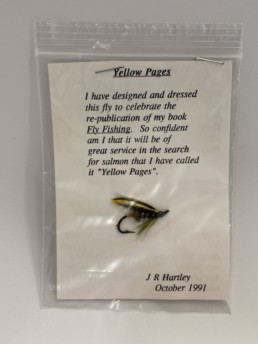 Yellow Pages
I have designed and dressed
this fly to celebrate the
re-publication of my book
Fly Fishing. So confident
am I that it will be of
great service in the search
for salmon that I have called
it "Yellow Pages".
J R Hartley
October 1991